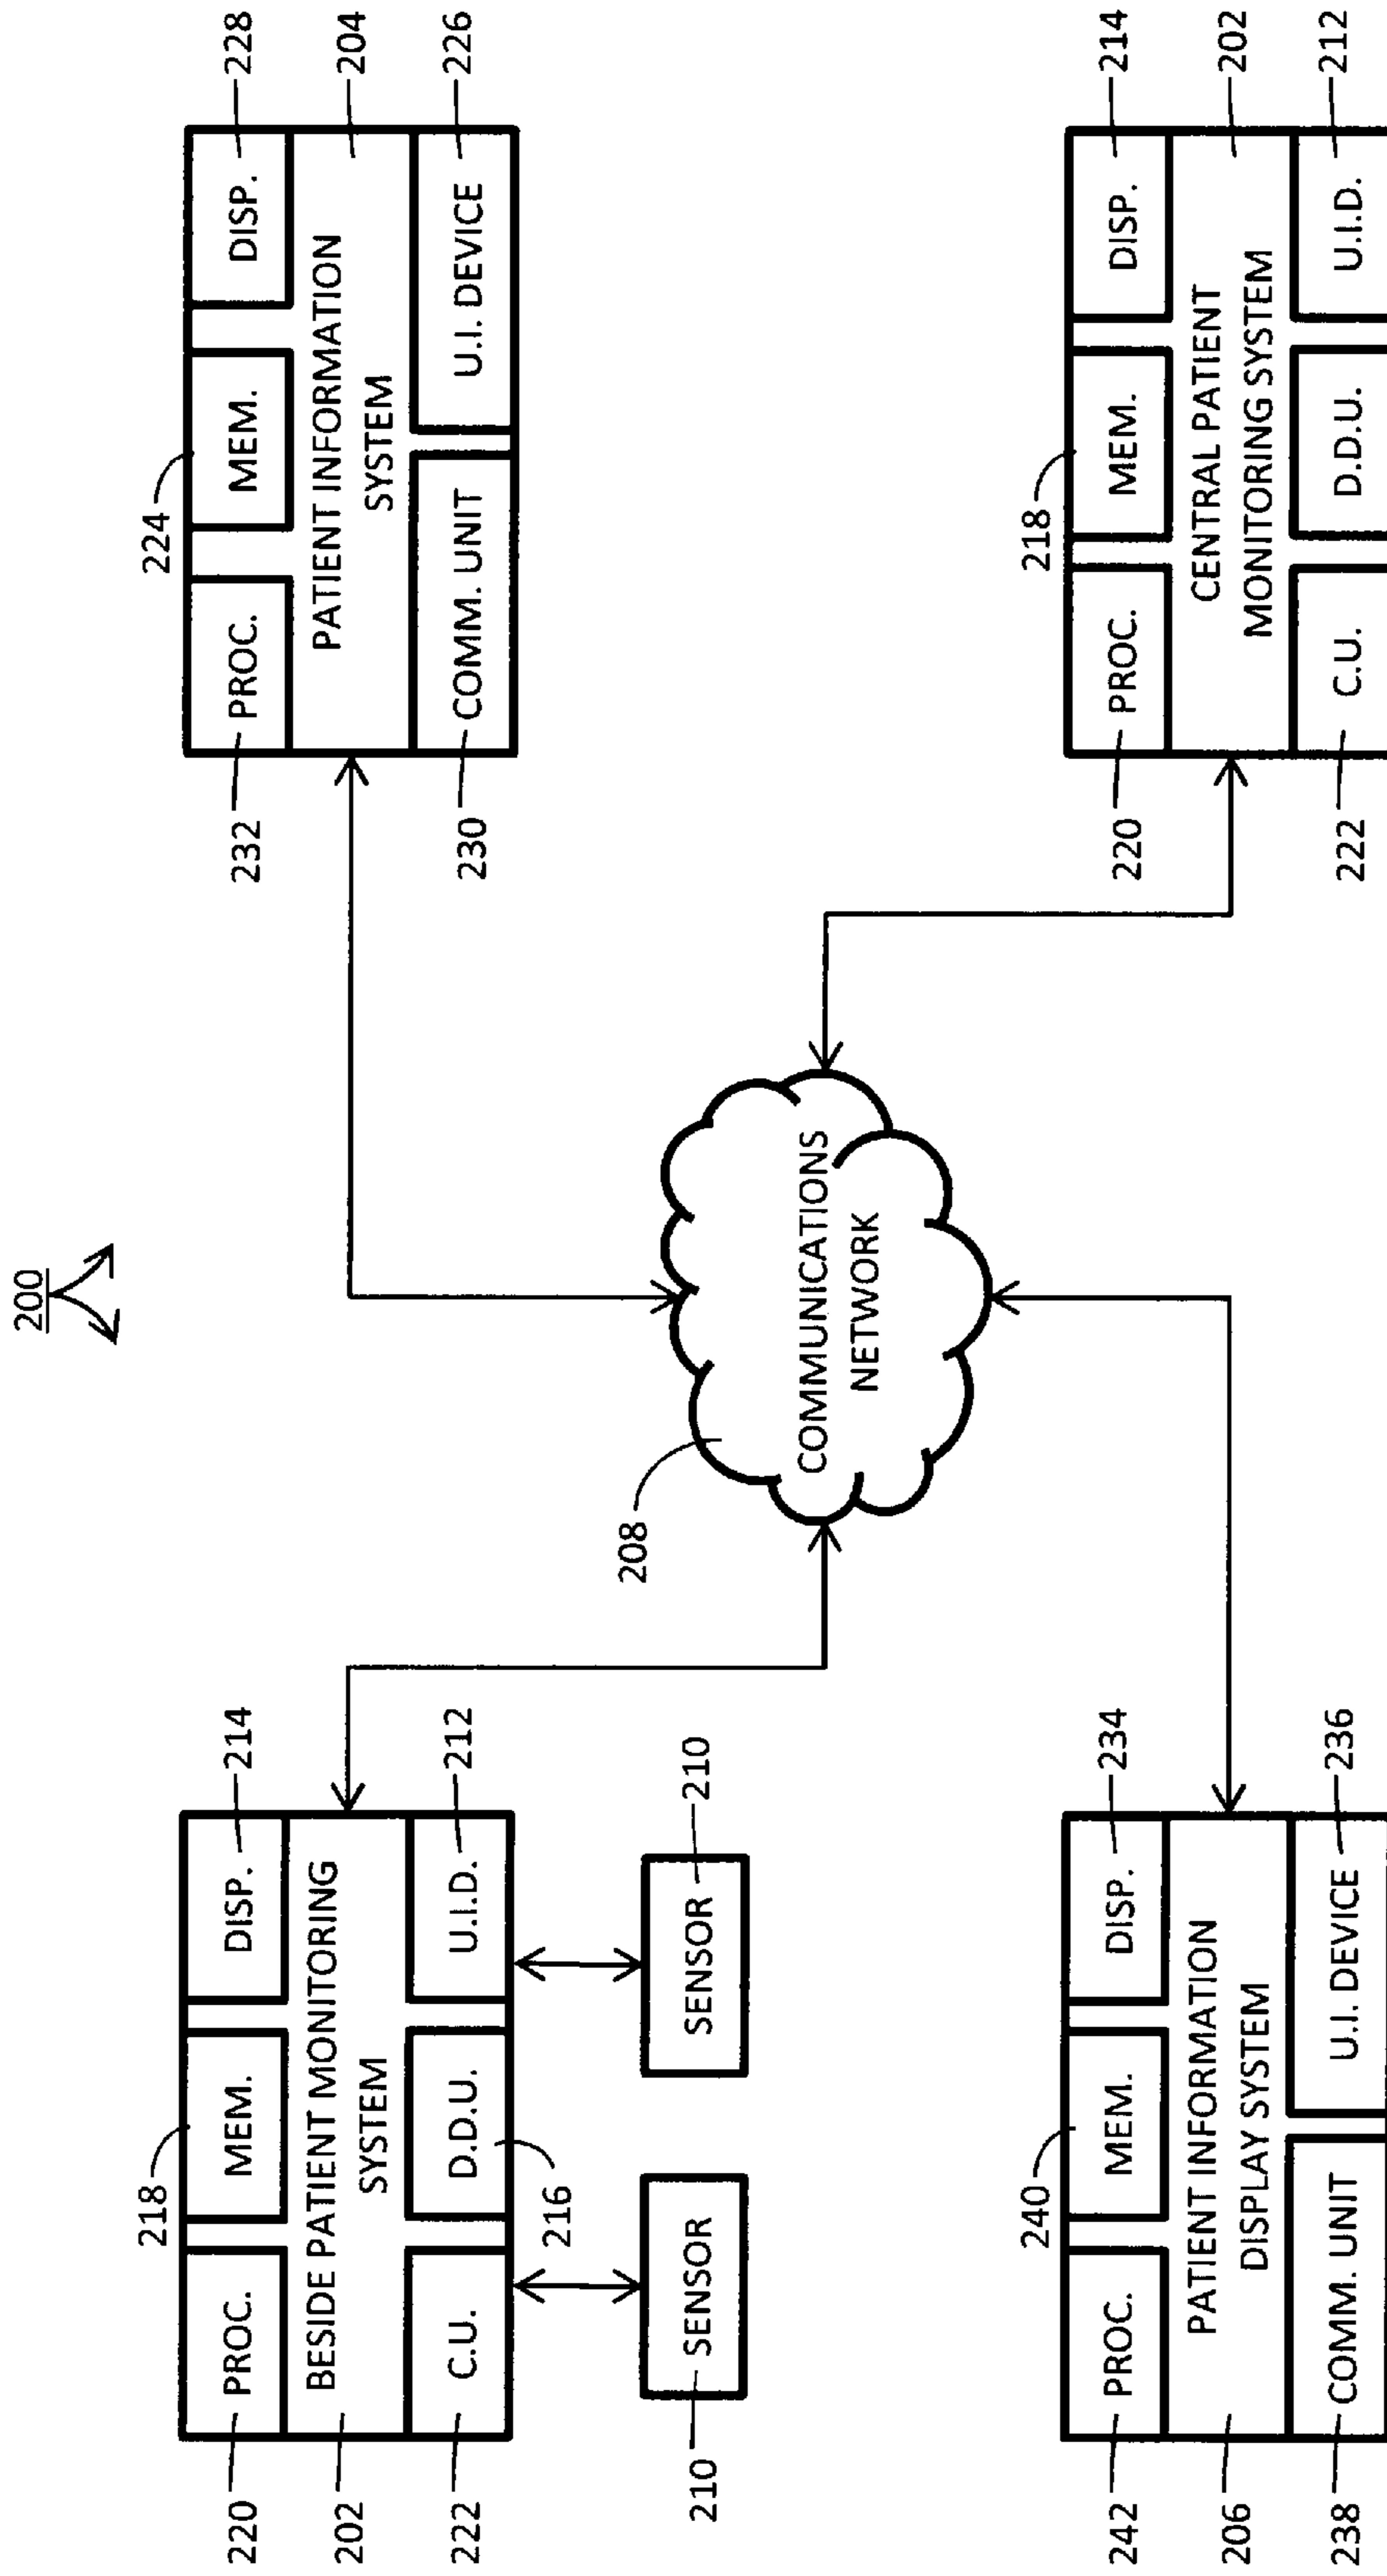 200
218
PROC.
MEM.
DISP.
220
214
BESIDE PATIENT MONITORING
SYSTEM
202
C.U.
D.D.U.
U.I.D.
222
212
216
SENSOR
SENSOR
210
210
224
PROC.
MEM.
DISP.
232
228
PATIENT INFORMATION
SYSTEM
204
COMM. UNIT
U.I. DEVICE
230
226
208
COMMUNICATIONS
NETWORK
240
PROC.
MEM.
DISP.
242
234
PATIENT INFORMATION
DISPLAY SYSTEM
206
COMM. UNIT
U.I. DEVICE
238
236
218
PROC.
MEM.
DISP.
220
214
CENTRAL PATIENT
MONITORING SYSTEM
202
C.U.
D.D.U.
U.I.D.
222
212